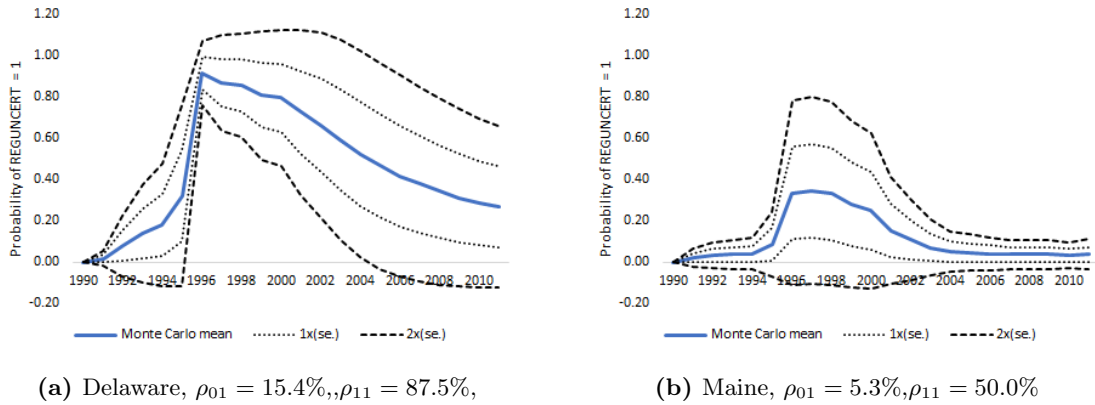 Probability of REGUNCERT = 1
1.20
1.00
0.80
0.60
0.40
0.20
0.00
-0.20
1990 1992 1994 1996 1998 2000 2002 2004 2006 2008 2010
Monte Carlo mean 1x(se.) 2x(se.)
(a) Delaware, ρ01 = 15.4%,,ρ11 = 87.5%,
Probability of REGUNCERT = 1
1.20
1.00
0.80
0.60
0.40
0.20
0.00
-0.20
1990 1992 1994 1996 1998 2000 2002 2004 2006 2008 2010
Monte Carlo mean 1x(se.) 2x(se.)
(b) Maine, ρ01 = 5.3%,ρ11 = 50.0%